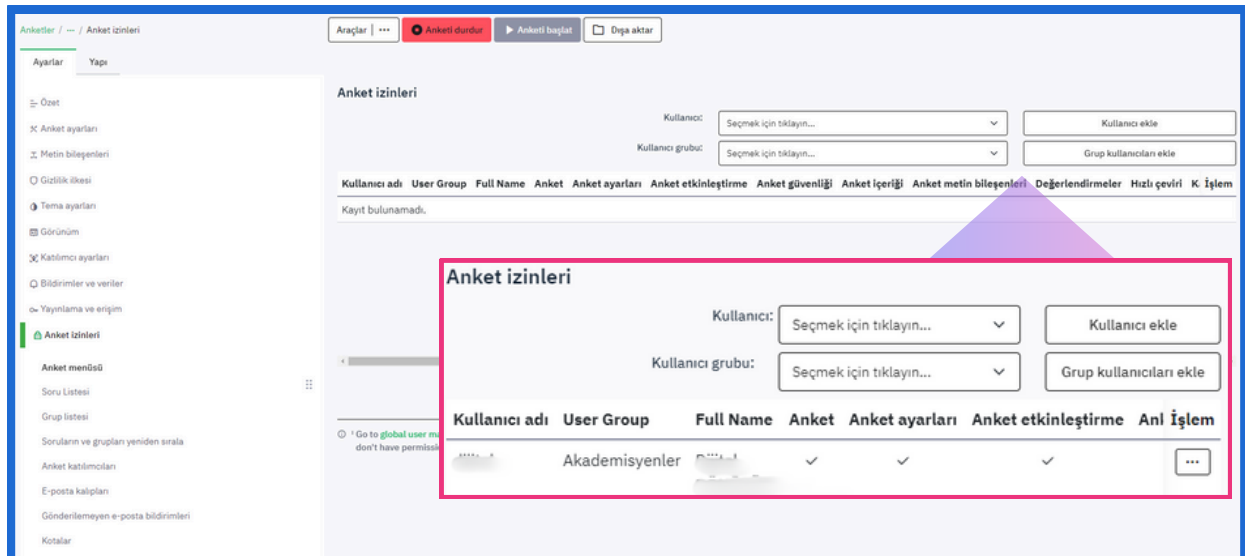 Anketler / ··· / Anket izinleri
Araçlar | ···
Anketi durdur
Anketi başlat
Dışa aktar
Ayarlar Yapı
Özet
Anket ayarları
Metin bileşenleri
Gizlilik ilkesi
Tema ayarları
Görünüm
Katılımcı ayarları
Bildirimler ve veriler
Yayınlama ve erişim
Anket izinleri
Anket menüsü
Soru Listesi
Grup listesi
Soruların ve grupları yeniden sırala
Anket katılımcıları
E-posta kalıpları
Gönderilemeyen e-posta bildirimleri
Kotalar
Anket izinleri
Kullanıcı: Seçmek için tıklayın... Kullanıcı ekle
Kullanıcı grubu: Seçmek için tıklayın... Grup kullanıcıları ekle
Kullanıcı adı User Group Full Name Anket Anket ayarları Anket etkinleştirme Anket güvenliği Anket içeriği Anket metin bileşenleri Değerlendirmeler Hızlı çeviri K İşlem
Kayıt bulunamadı.
Go to global user ma
don't have permissi
Anket izinleri
Kullanıcı: Seçmek için tıklayın... Kullanıcı ekle
Kullanıcı grubu: Seçmek için tıklayın... Grup kullanıcıları ekle
Kullanıcı adı User Group Full Name Anket Anket ayarları Anket etkinleştirme Anl İşlem
Akademisyenler ✓ ✓ ✓ ···